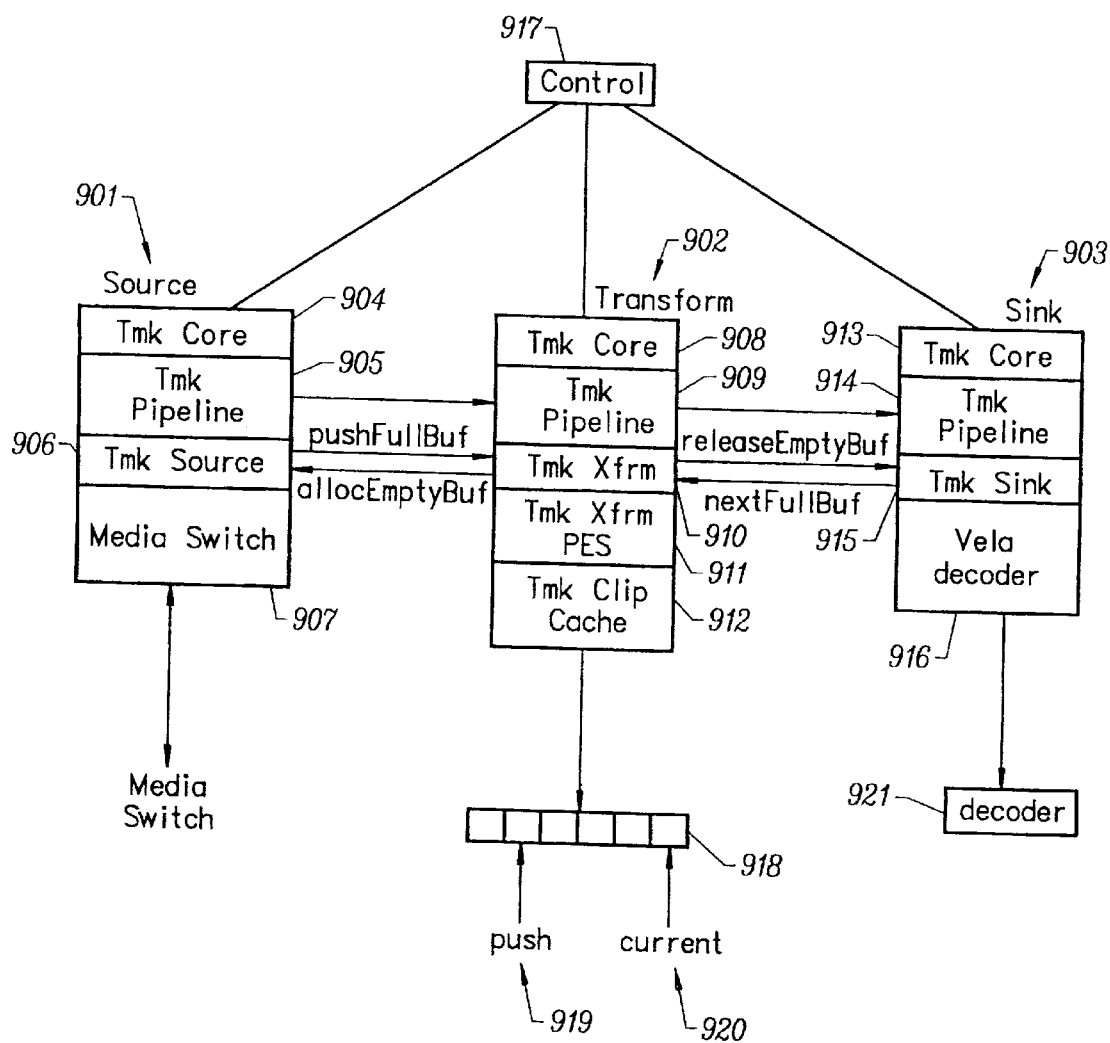 917
Control
901
902
903
Source
Transform
Sink
904
908
913
Tmk Core
Tmk Core
Tmk Core
905
909
914
Tmk
Pipeline
Tmk
Pipeline
Tmk
Pipeline
906
pushFullBuf
releaseEmptyBuf
Tmk Source
Tmk Xfrm
Tmk Sink
allocEmptyBuf
nextFullBuf
910
915
Media Switch
Tmk Xfrm
PES
Vela
decoder
911
907
Tmk Clip
Cache
912
916
Media
Switch
921
decoder
918
push
current
919
920